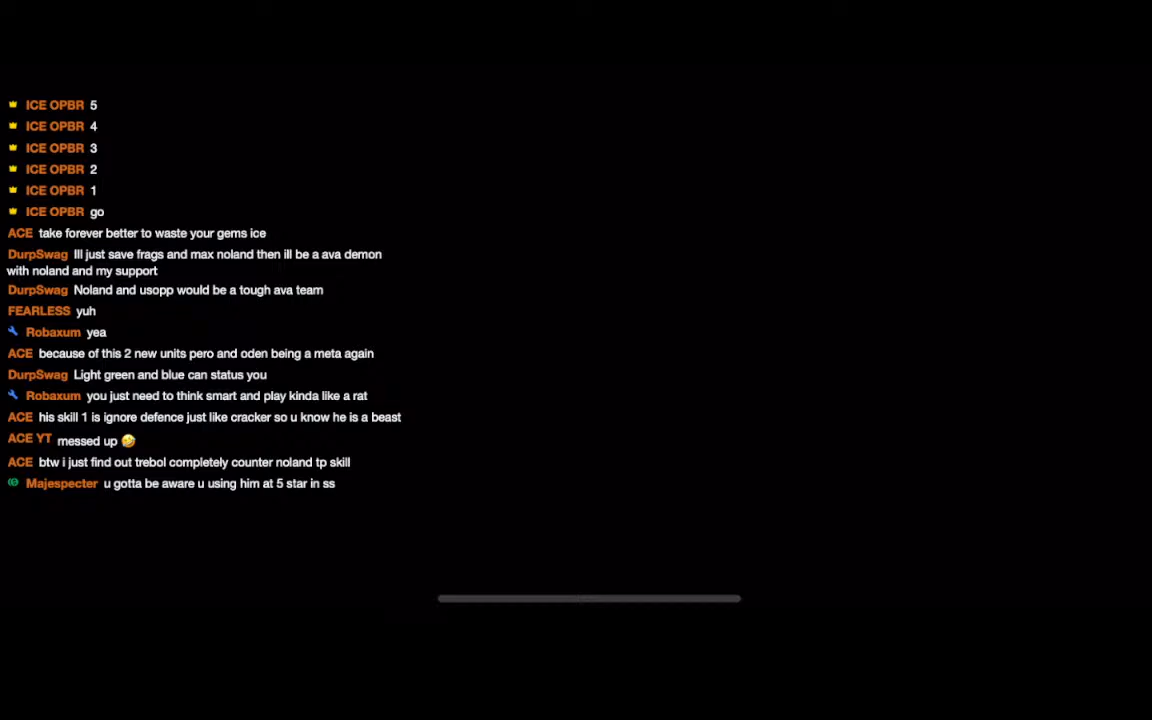 ICE OPBR 5
ICE OPBR 4
ICE OPBR 3
ICE OPBR 2
ICE OPBR 1
ICE OPBR go
ACE take forever better to waste your gems ice
DurpSwag Ill just save frags and max noland then ill be a ava demon
with noland and my support
DurpSwag Noland and usopp would be a tough ava team
FEARLESS yuh
Robaxum yea
ACE because of this 2 new units pero and oden being a meta again
DurpSwag Light green and blue can status you
Robaxum you just need to think smart and play kinda like a rat
ACE his skill 1 is ignore defence just like cracker so u know he is a beast
ACE YT messed up 🤣
ACE btw i just find out trebol completely counter noland tp skill
Majespecter u gotta be aware u using him at 5 star in ss